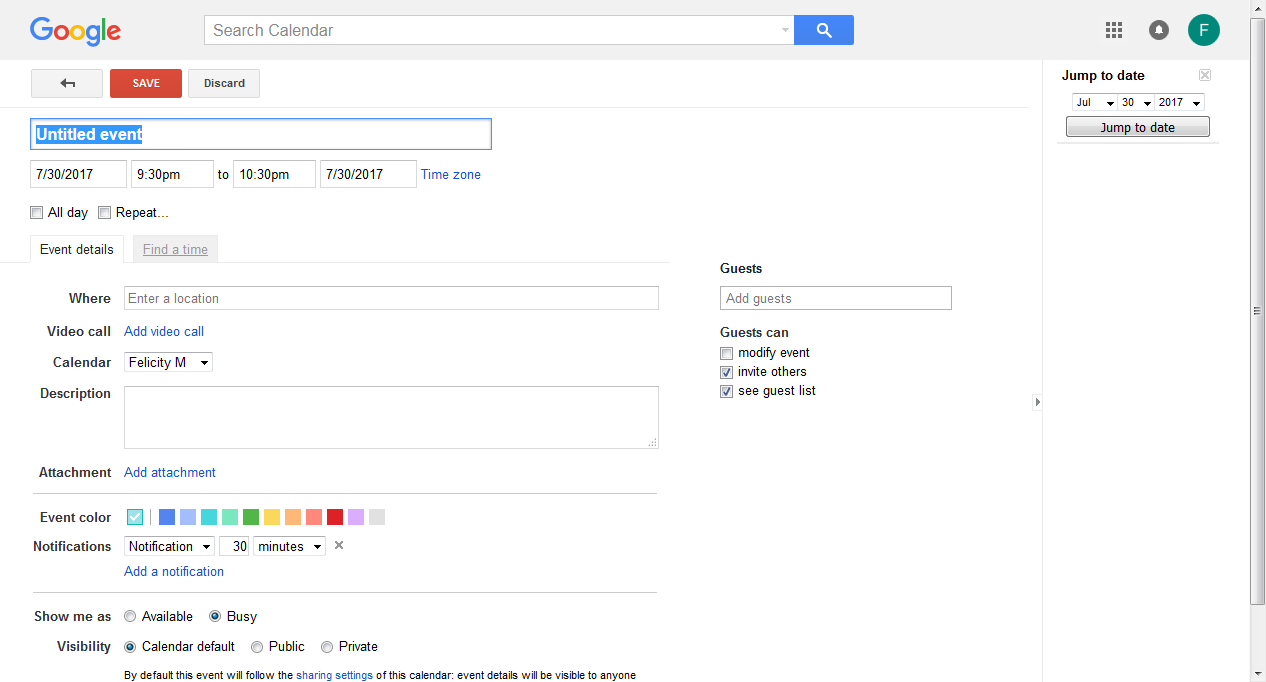 Google Search Calendar F
SAVE Discard
Jump to date
Jul 30 2017
Jump to date
Untitled event
7/30/2017 9:30pm to 10:30pm 7/30/2017 Time zone
All day Repeat...
Event details Find a time
Where Enter a location
Video call Add video call
Calendar Felicity M
Description
Attachment Add attachment
Event color
Notifications Notification 30 minutes
Add a notification
Show me as Available Busy
Visibility Calendar default Public Private
By default this event will follow the sharing settings of this calendar: event details will be visible to anyone
Guests
Add guests
Guests can
modify event
invite others
see guest list